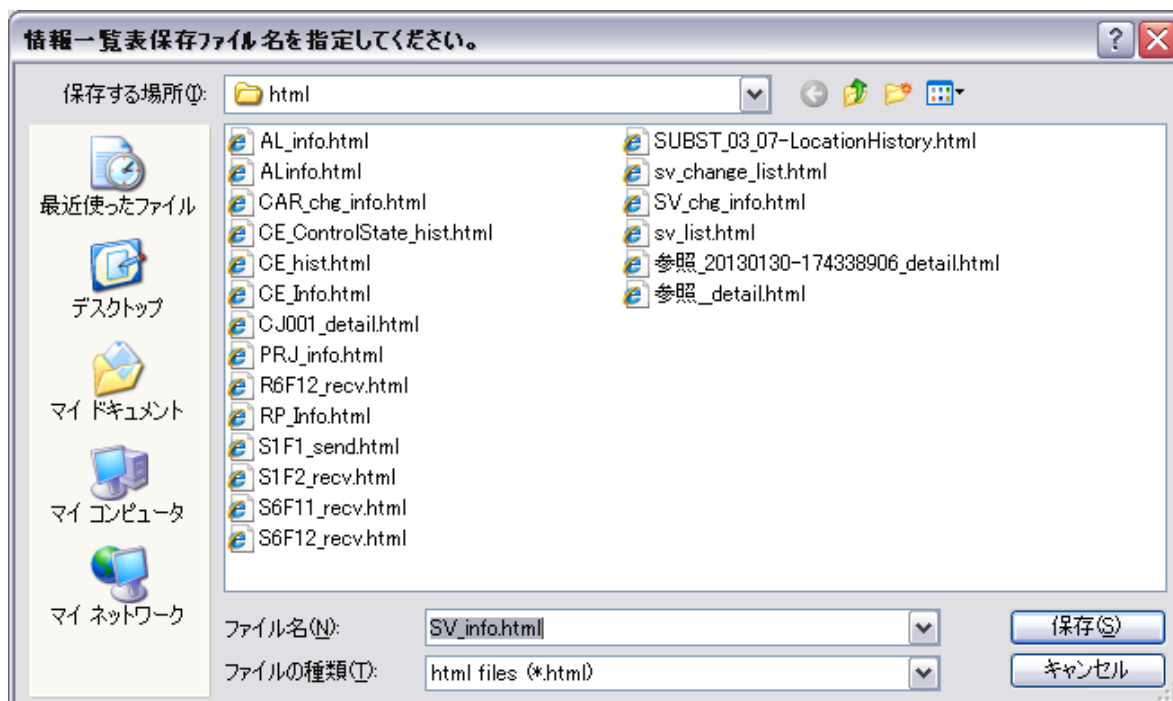 情報一覧表保存ファイル名を指定してください。
保存する場所(I):
html
最近使ったファイル
デスクトップ
マイ ドキュメント
マイ コンピュータ
マイ ネットワーク
AL_info.html
ALinfo.html
CAR_chg_info.html
CE_ControlState_hist.html
CE_hist.html
CE_Info.html
CJ001_detail.html
PRJ_info.html
R6F12_recv.html
RP_Info.html
S1F1_send.html
S1F2_recv.html
S6F11_recv.html
S6F12_recv.html
SUBST_03_07-LocationHistory.html
sv_change_list.html
SV_chg_info.html
sv_list.html
参照_20130130-174338906_detail.html
参照__detail.html
ファイル名(N):
SV_info.html
保存(S)
ファイルの種類(T):
html files (*.html)
キャンセル